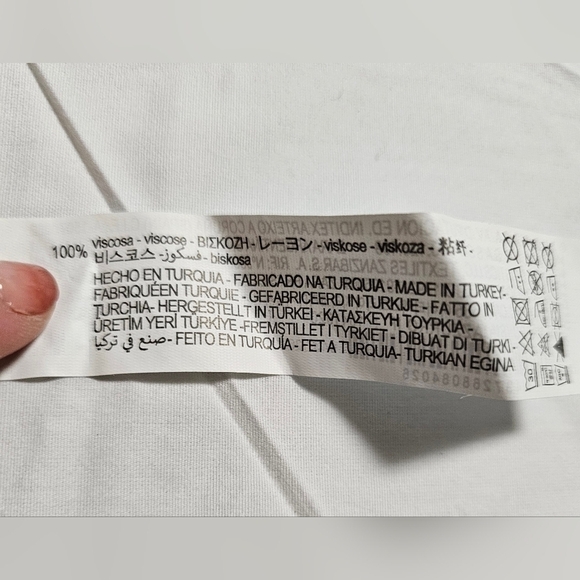 100% viscosa - viscose - ΒΙΣΚΟΖΗ - レーヨン - viskose - viskoza - 粘纤 -
비스코스 - فسكوز - biskosa
HECHO EN TURQUIA - FABRICADO NA TURQUIA - MADE IN TURKEY-
FABRIQUÉEN TURQUIE - GEFABRICEERD IN TURKIJE - FATTO IN
TURCHIA- HERGESTELLT IN TÜRKEI - ΚΑΤΑΣΚΕΥΗ ΤΟΥΡΚΙΑ -
ÜRETİM YERİ TÜRKİYE -FREMSTILLET I TYRKIET - DIBUAT DI TURKI-
صنع في تركيا - FEITO EN TURQUÍA - FET A TURQUIA- TURKIAN EGINA
30